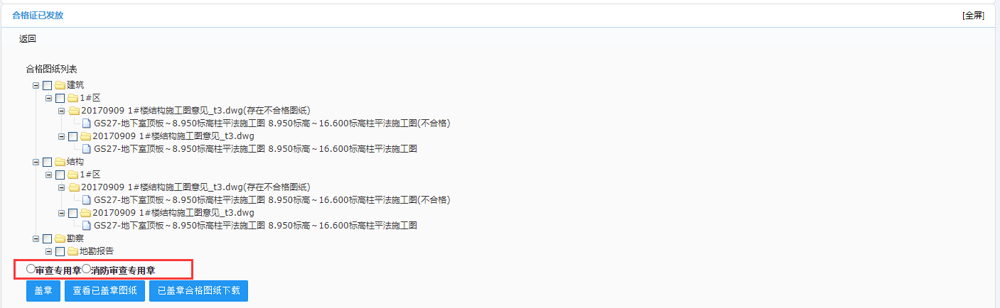 合格证已发放 [全屏]
返回
合格图纸列表
建筑
1#区
20170909 1#楼结构施工图意见_t3.dwg(存在不合格图纸)
GS27-地下室顶板～8.950标高柱平法施工图 8.950标高～16.600标高柱平法施工图(不合格)
20170909 1#楼结构施工图意见_t3.dwg
GS27-地下室顶板～8.950标高柱平法施工图 8.950标高～16.600标高柱平法施工图
结构
1#区
20170909 1#楼结构施工图意见_t3.dwg(存在不合格图纸)
GS27-地下室顶板～8.950标高柱平法施工图 8.950标高～16.600标高柱平法施工图(不合格)
20170909 1#楼结构施工图意见_t3.dwg
GS27-地下室顶板～8.950标高柱平法施工图 8.950标高～16.600标高柱平法施工图
勘察
地勘报告
审查专用章 消防审查专用章
盖章 查看已盖章图纸 已盖章合格图纸下载